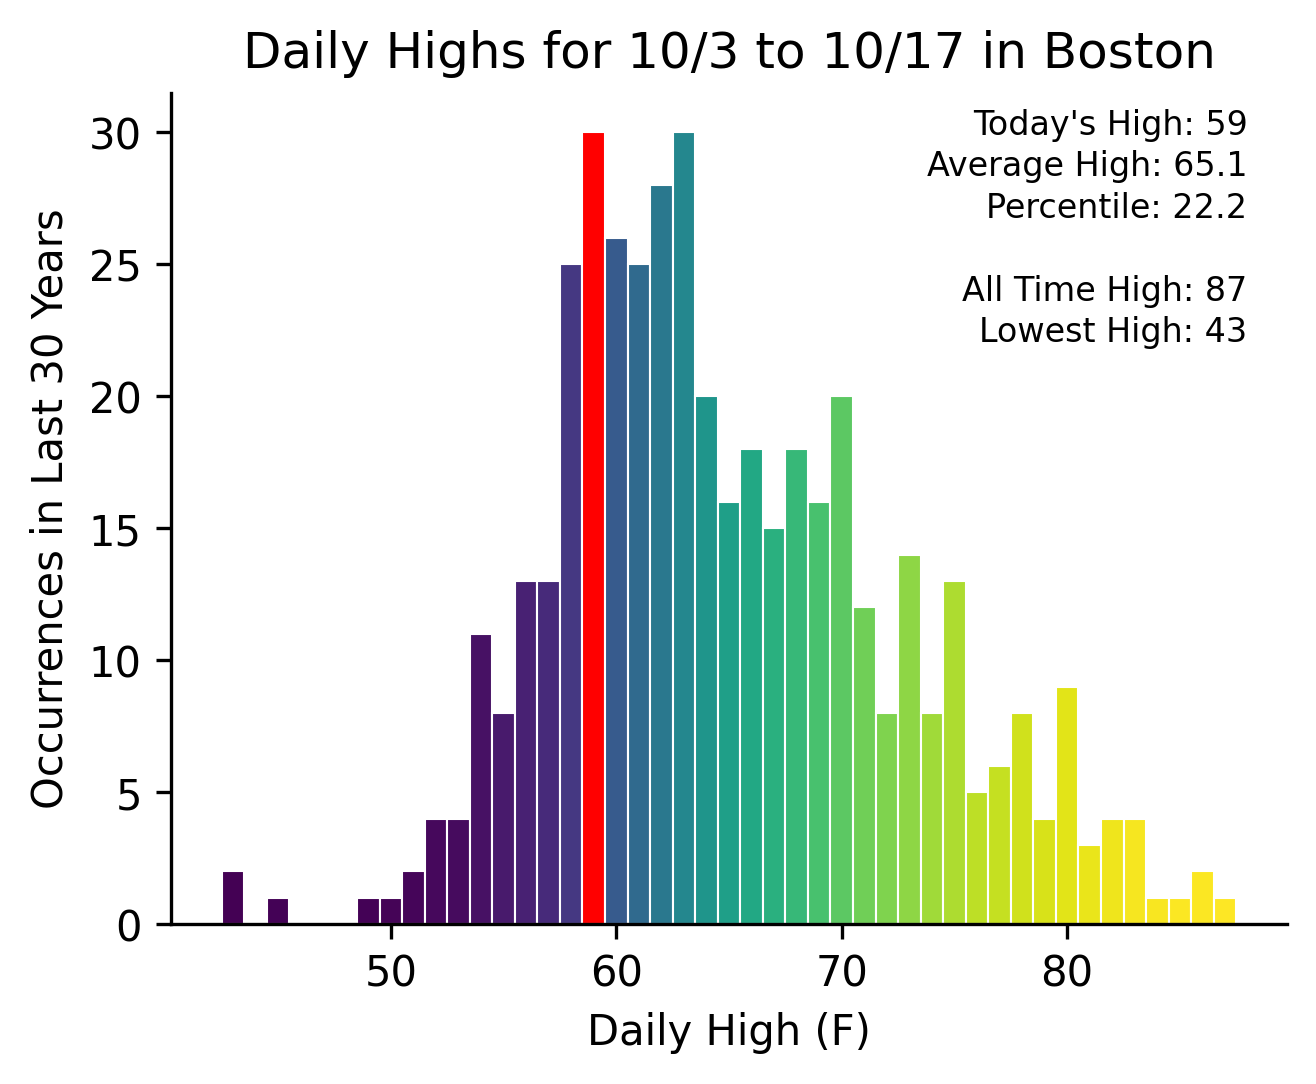 Daily Highs for 10/3 to 10/17 in Boston
Today's High: 59
Average High: 65.1
Percentile: 22.2
All Time High: 87
Lowest High: 43
Occurrences in Last 30 Years
30
25
20
15
10
5
0
50 60 70 80
Daily High (F)